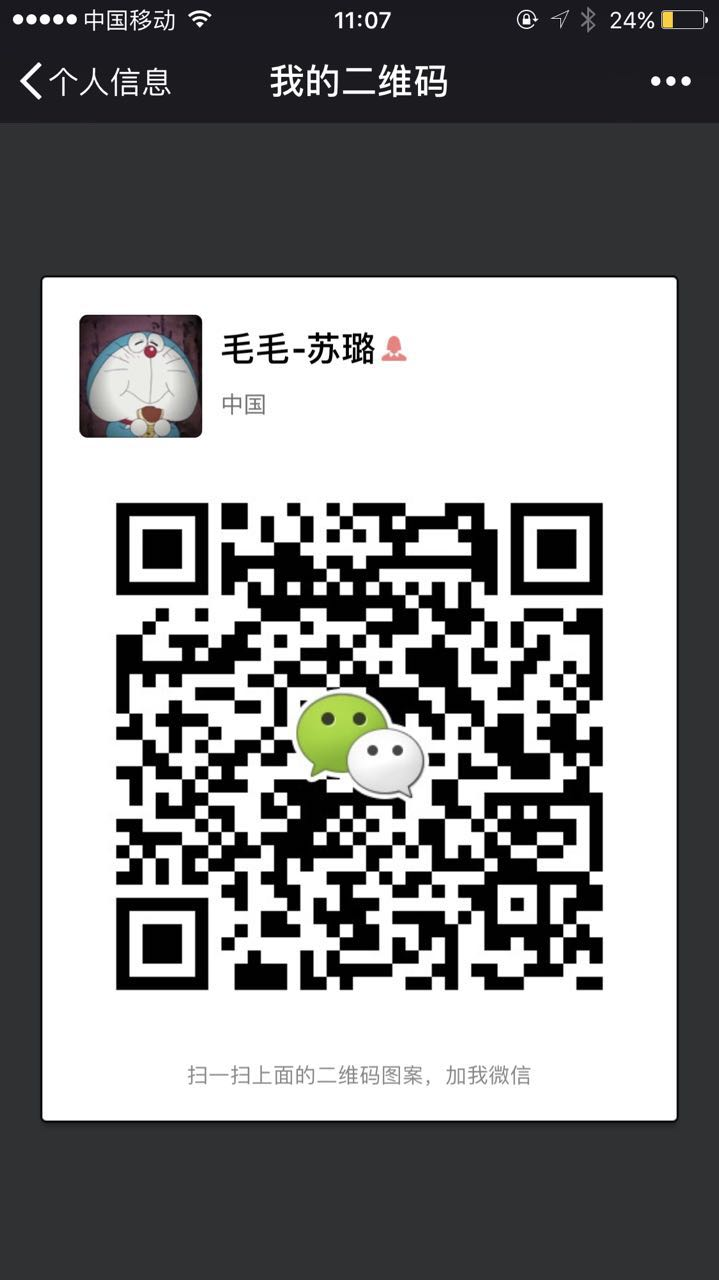 中国移动 11:07 24%
个人信息 我的二维码
毛毛-苏璐
中国
扫一扫上面的二维码图案，加我微信